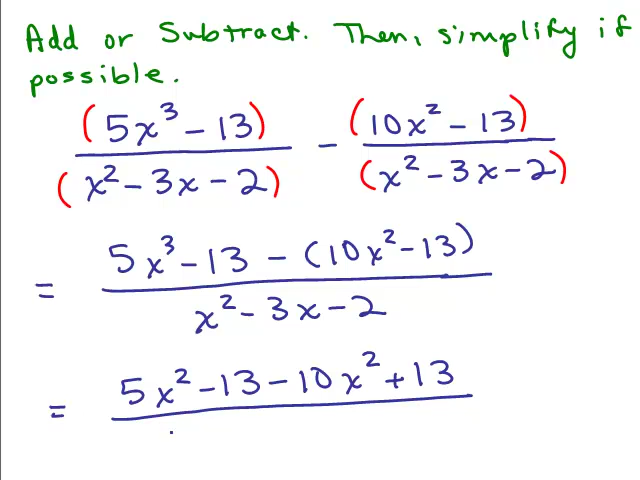 Add or Subtract. Then, simplify if
possible.
(5x³ - 13) / (x² - 3x - 2) - (10x² - 13) / (x² - 3x - 2)
= 5x³ - 13 - (10x² - 13) / x² - 3x - 2
= 5x² - 13 - 10x² + 13